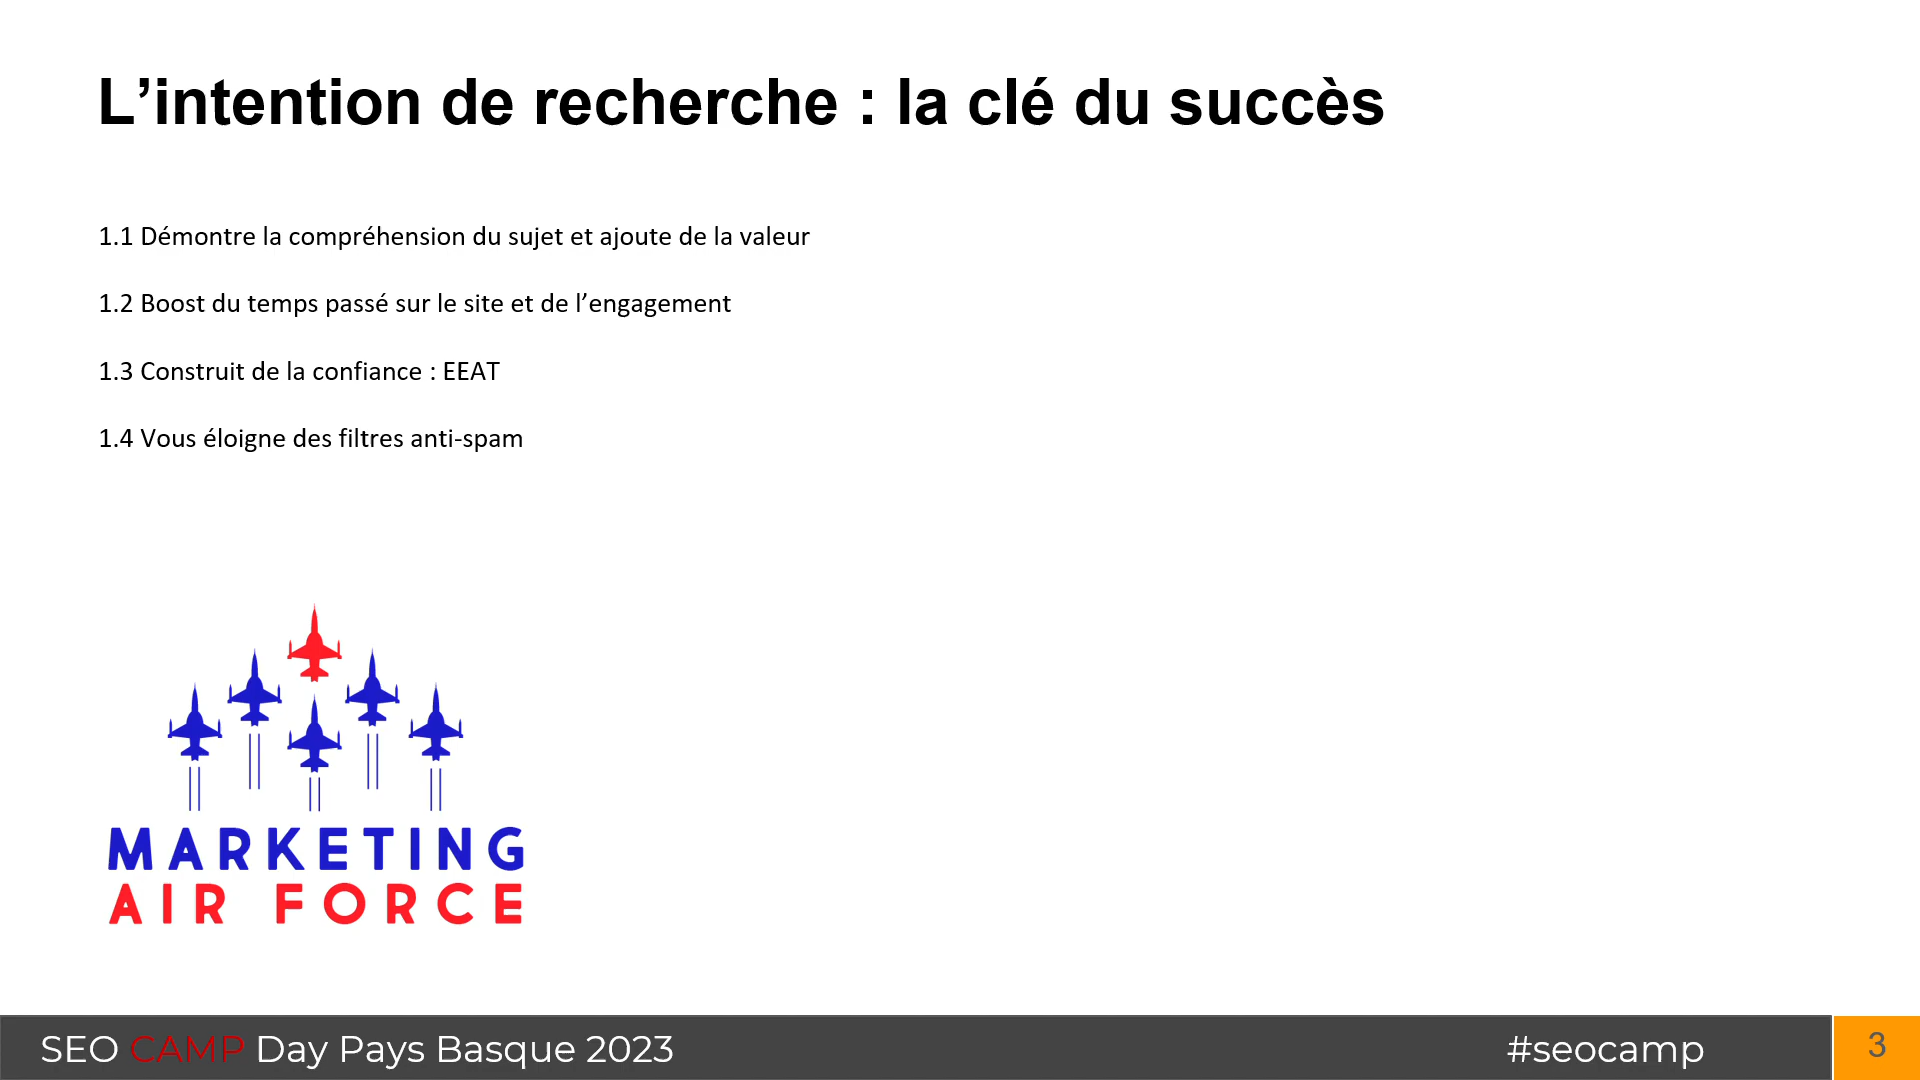 L’intention de recherche : la clé du succès
1.1 Démontre la compréhension du sujet et ajoute de la valeur
1.2 Boost du temps passé sur le site et de l’engagement
1.3 Construit de la confiance : EEAT
1.4 Vous éloigne des filtres anti-spam
MARKETING
AIR FORCE
SEO CAMP Day Pays Basque 2023
#seocamp
3